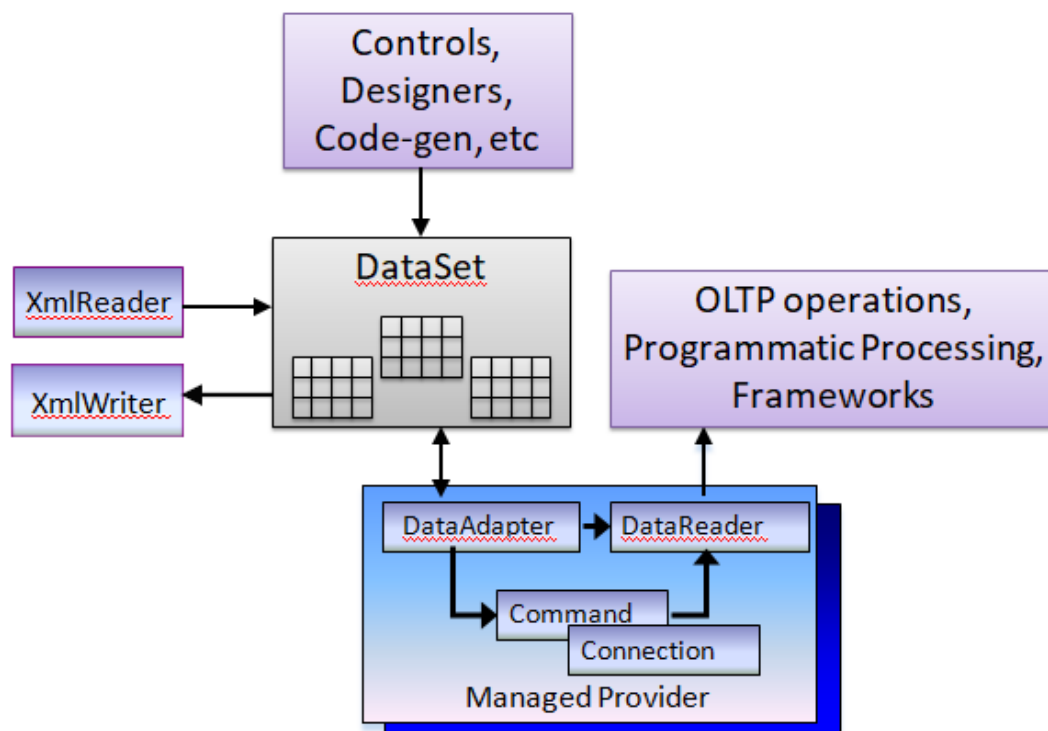 Controls,
Designers,
Code-gen, etc
DataSet
XmlReader
XmlWriter
OLTP operations,
Programmatic Processing,
Frameworks
DataAdapter
DataReader
Command
Connection
Managed Provider